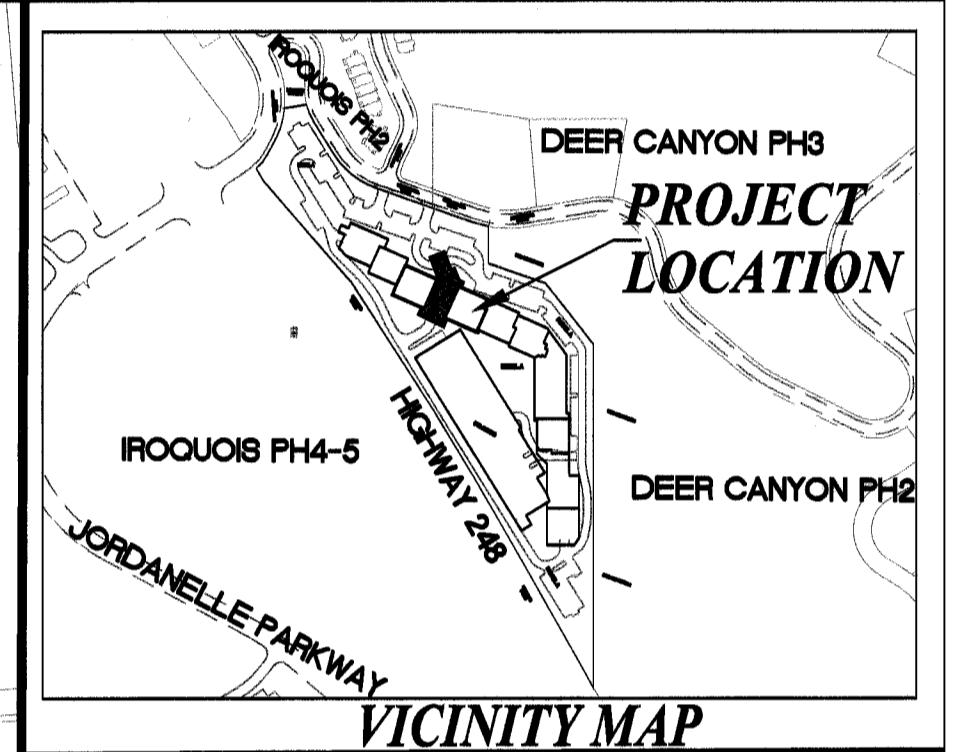 IROQUOIS PH2
DEER CANYON PH3
PROJECT
LOCATION
HIGHWAY 248
IROQUOIS PH4-5
DEER CANYON PH2
JORDANELLE PARKWAY
VICINITY MAP